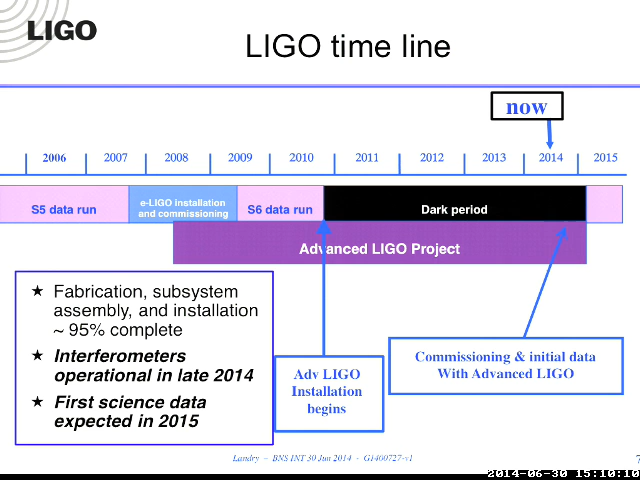 LIGO
LIGO time line
now
2006 2007 2008 2009 2010 2011 2012 2013 2014 2015
S5 data run
e-LIGO installation
and commissioning
S6 data run
Dark period
Advanced LIGO Project
★ Fabrication, subsystem
assembly, and installation
~ 95% complete
★ Interferometers
operational in late 2014
★ First science data
expected in 2015
Adv LIGO
Installation
begins
Commissioning & initial data
With Advanced LIGO
Landry - BNS INT 30 Jun 2014 - G1400727-v1
7
2014-06-30 15:10:10